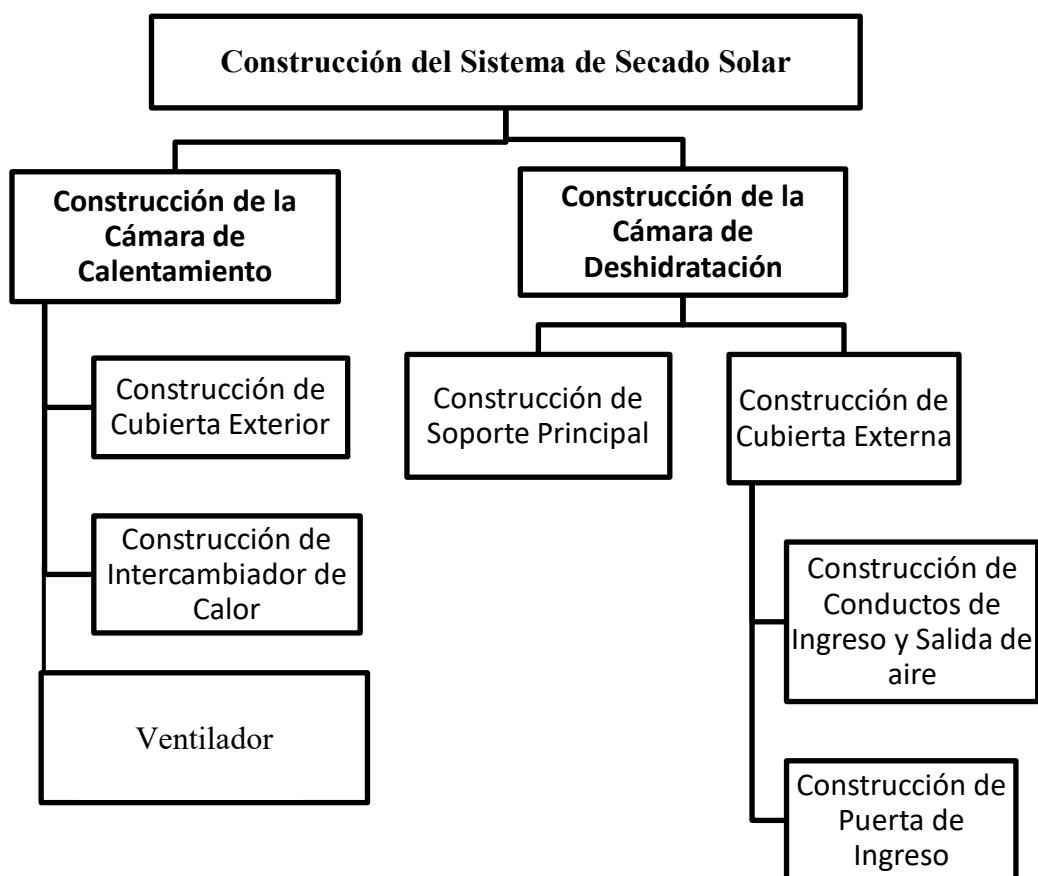 Construcción del Sistema de Secado Solar
Construcción de la
Cámara de
Calentamiento
Construcción de la
Cámara de
Deshidratación
Construcción de
Cubierta Exterior
Construcción de
Intercambiador de
Calor
Ventilador
Construcción de
Soporte Principal
Construcción de
Cubierta Externa
Construcción de
Conductos de
Ingreso y Salida de
aire
Construcción de
Puerta de
Ingreso